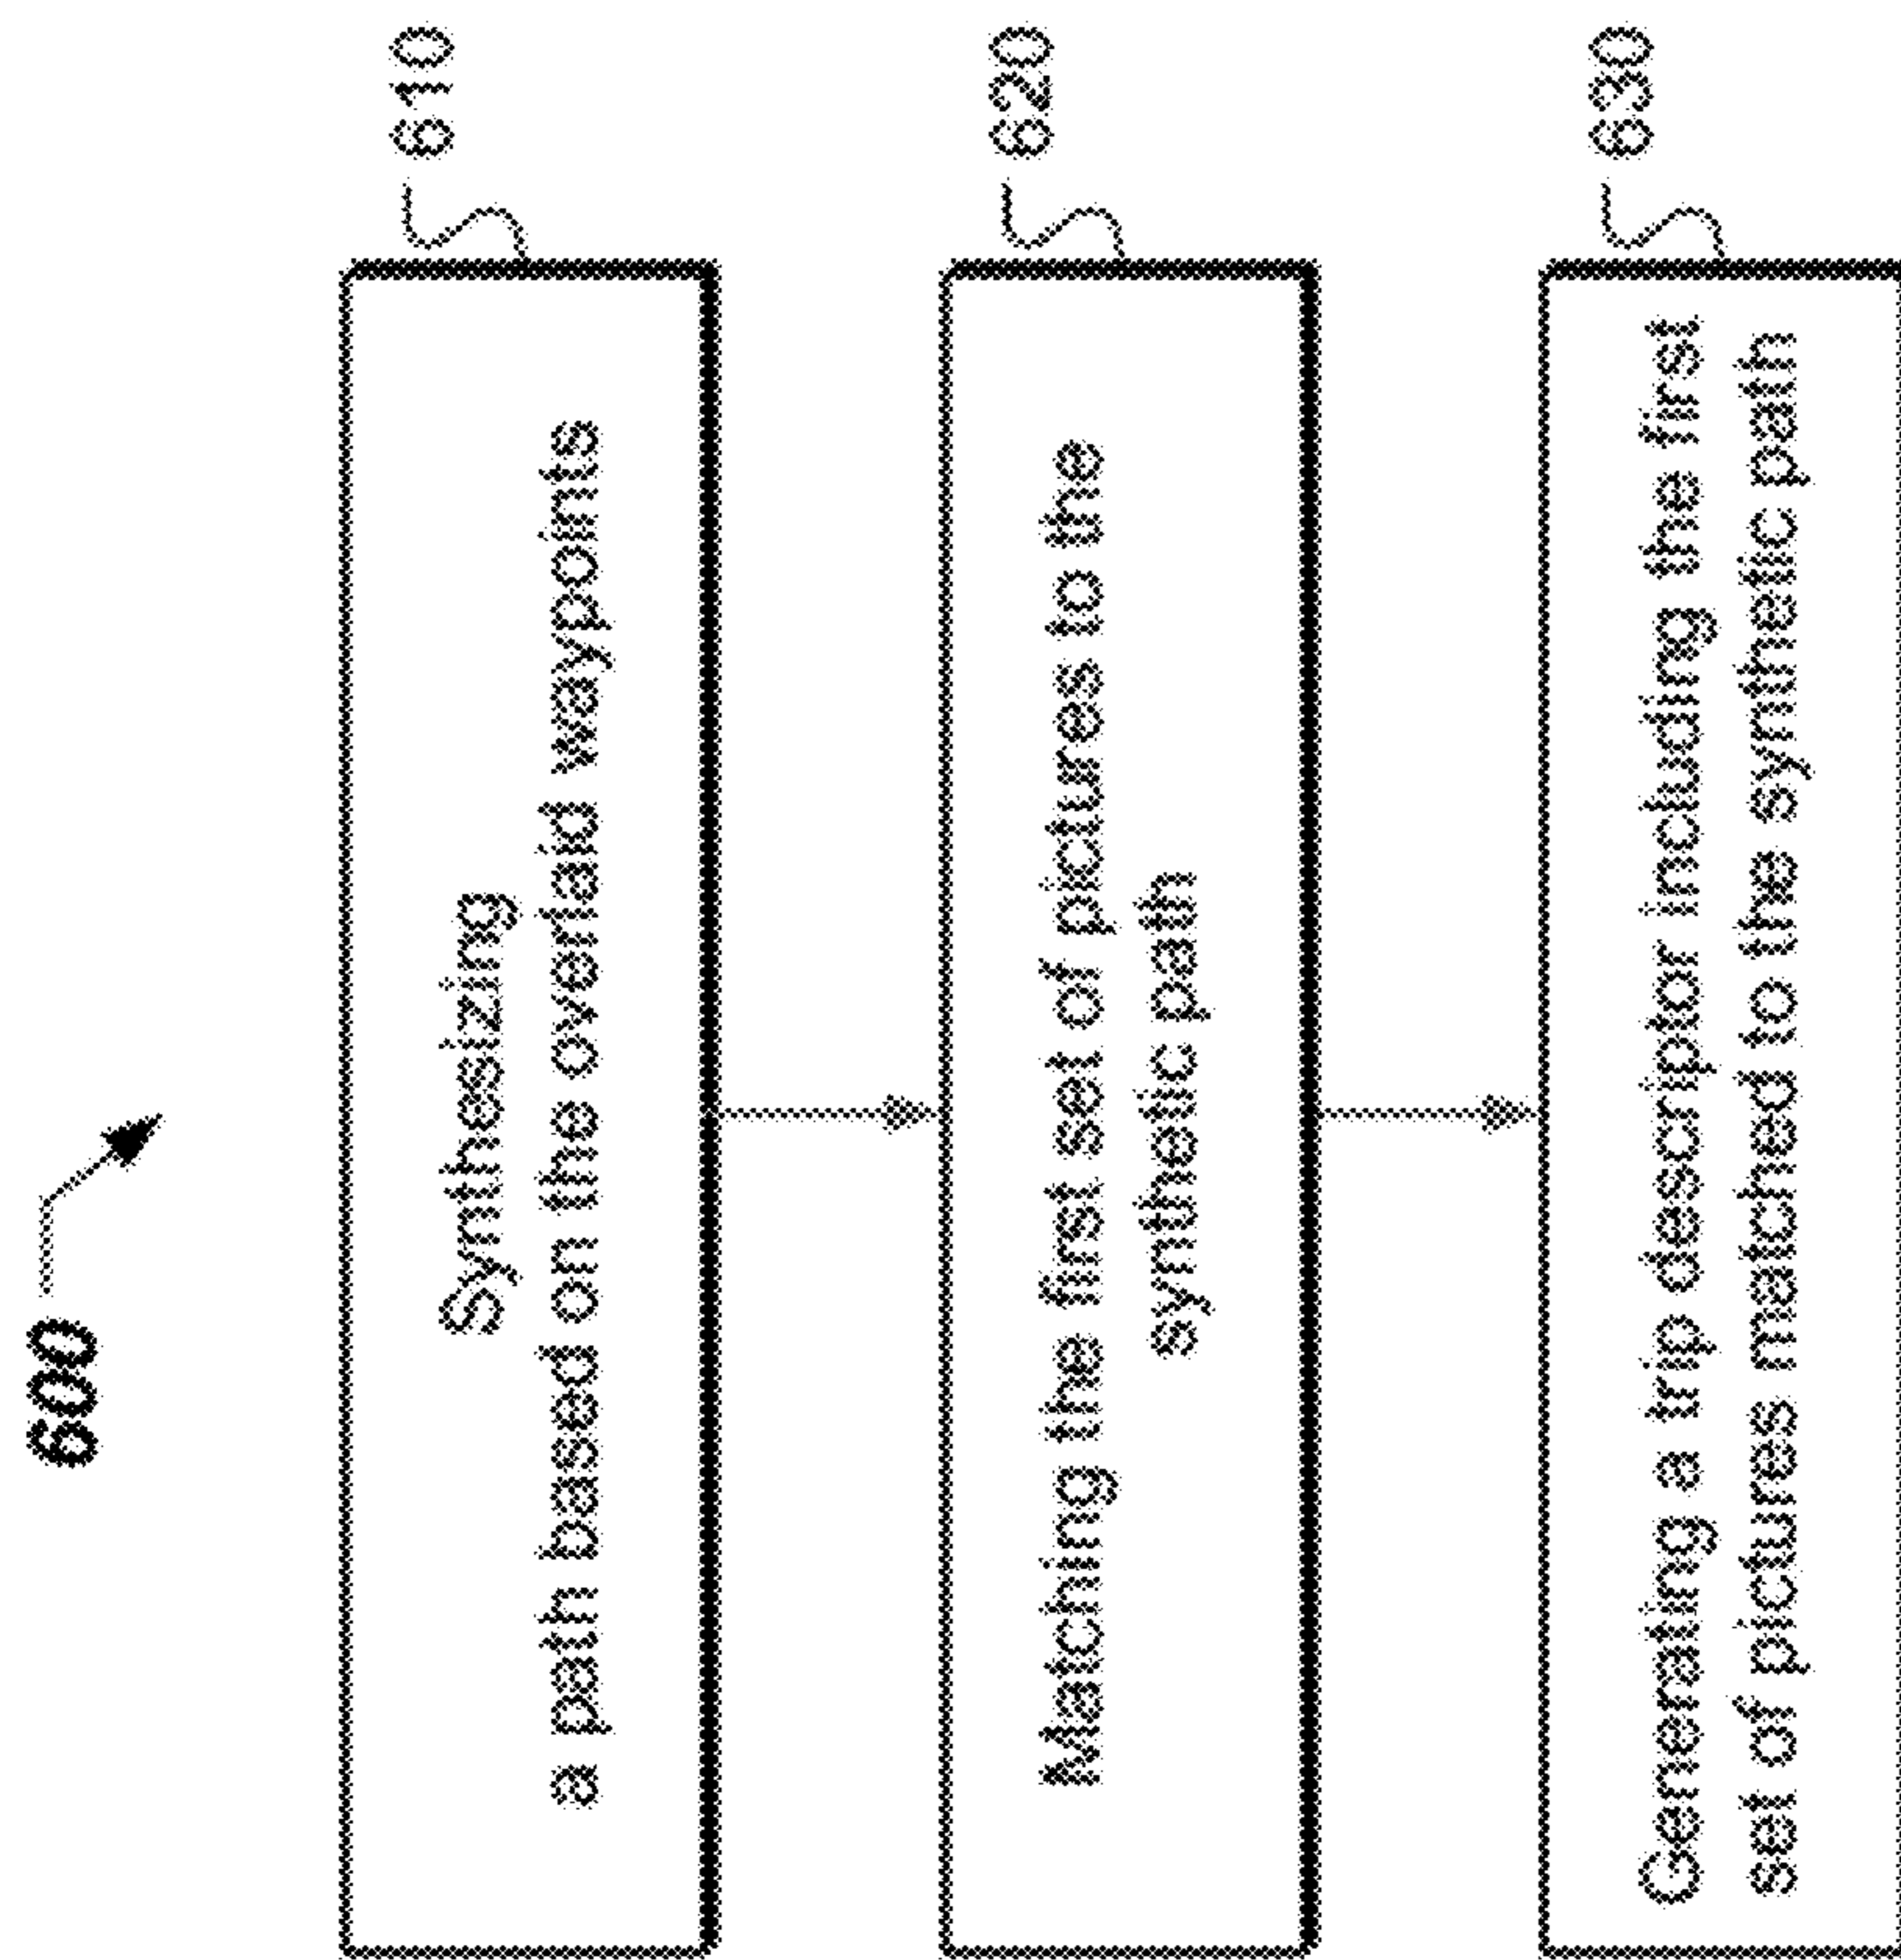 600
610
Synthesizing
a path based on the overlaid waypoints
620
Matching the first set of pictures to the
synthetic path
630
Generating a trip descriptor including the first
set of pictures matched to the synthetic path